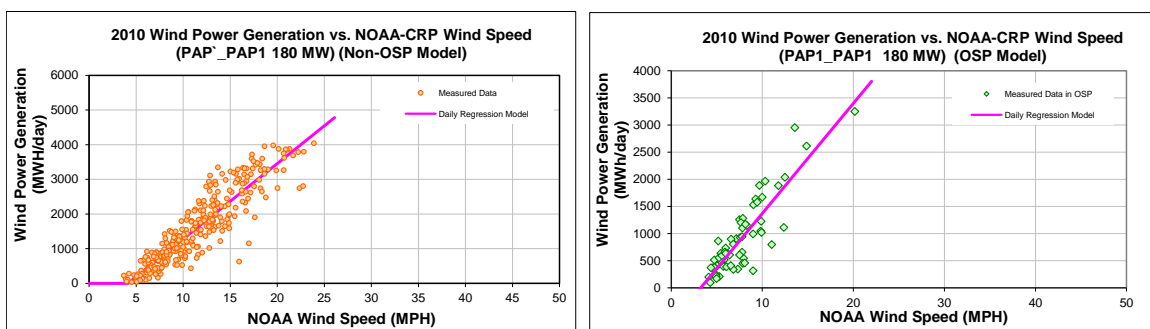 2010 Wind Power Generation vs. NOAA-CRP Wind Speed
(PAP`_PAP1 180 MW) (Non-OSP Model)
Wind Power Generation
(MWH/day)
6000
5000
4000
3000
2000
1000
0
Measured Data
Daily Regression Model
0 5 10 15 20 25 30 35 40 45 50
NOAA Wind Speed (MPH)
2010 Wind Power Generation vs. NOAA-CRP Wind Speed
(PAP1_PAP1 180 MW) (OSP Model)
Wind Power Generation
(MWh/day)
4000
3500
3000
2500
2000
1500
1000
500
0
Measured Data in OSP
Daily Regression Model
0 10 20 30 40 50
NOAA Wind Speed (MPH)